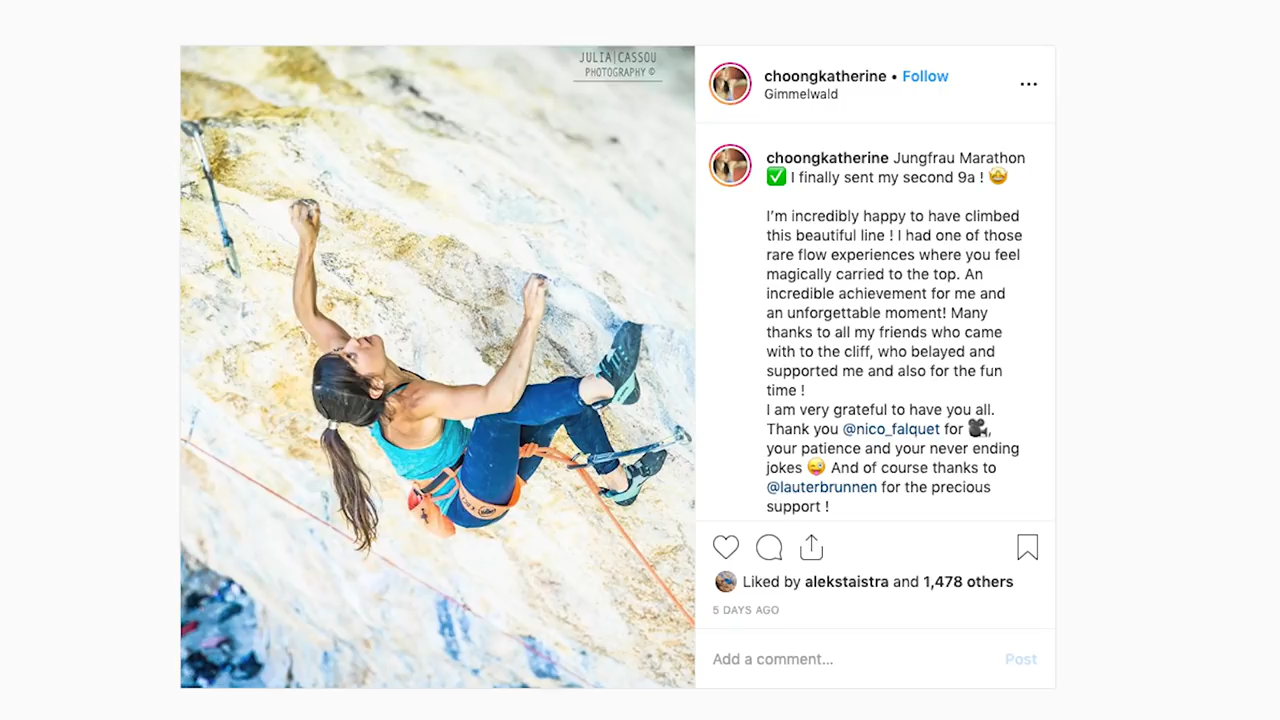 JULIA|CASSOU
PHOTOGRAPHY ©
choongkatherine • Follow
Gimmelwald
choongkatherine Jungfrau Marathon
✅ I finally sent my second 9a ! 🤩
I'm incredibly happy to have climbed
this beautiful line ! I had one of those
rare flow experiences where you feel
magically carried to the top. An
incredible achievement for me and
an unforgettable moment! Many
thanks to all my friends who came
with to the cliff, who belayed and
supported me and also for the fun
time !
I am very grateful to have you all.
Thank you @nico_falquet for 🎥,
your patience and your never ending
jokes 😜 And of course thanks to
@lauterbrunnen for the precious
support !
Liked by alekstaistra and 1,478 others
5 DAYS AGO
Add a comment...
Post